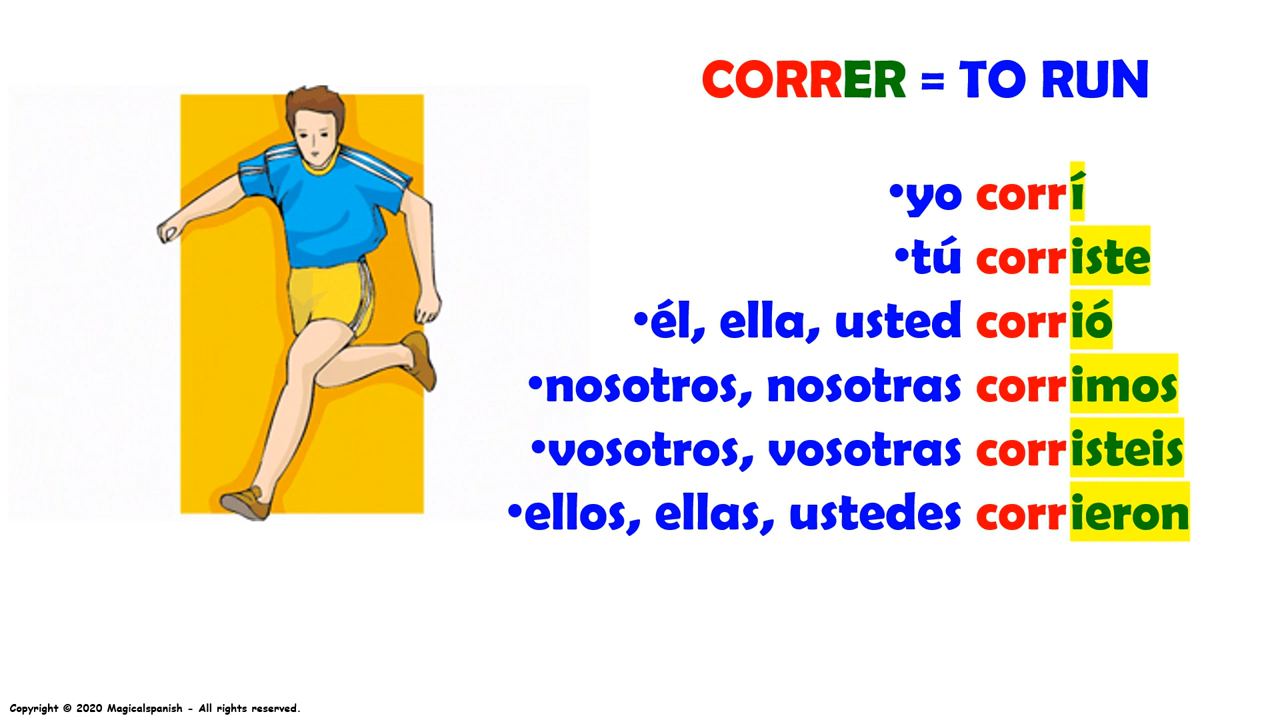 CORRER = TO RUN
•yo corrí
•tú corriste
•él, ella, usted corrió
•nosotros, nosotras corrimos
•vosotros, vosotras corristeis
•ellos, ellas, ustedes corrieron
Copyright © 2020 Magicalspanish - All rights reserved.